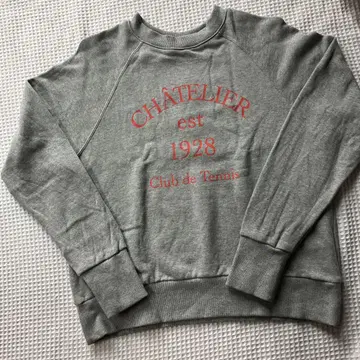 CHÂTELIER
est
1928
Club de Tennis